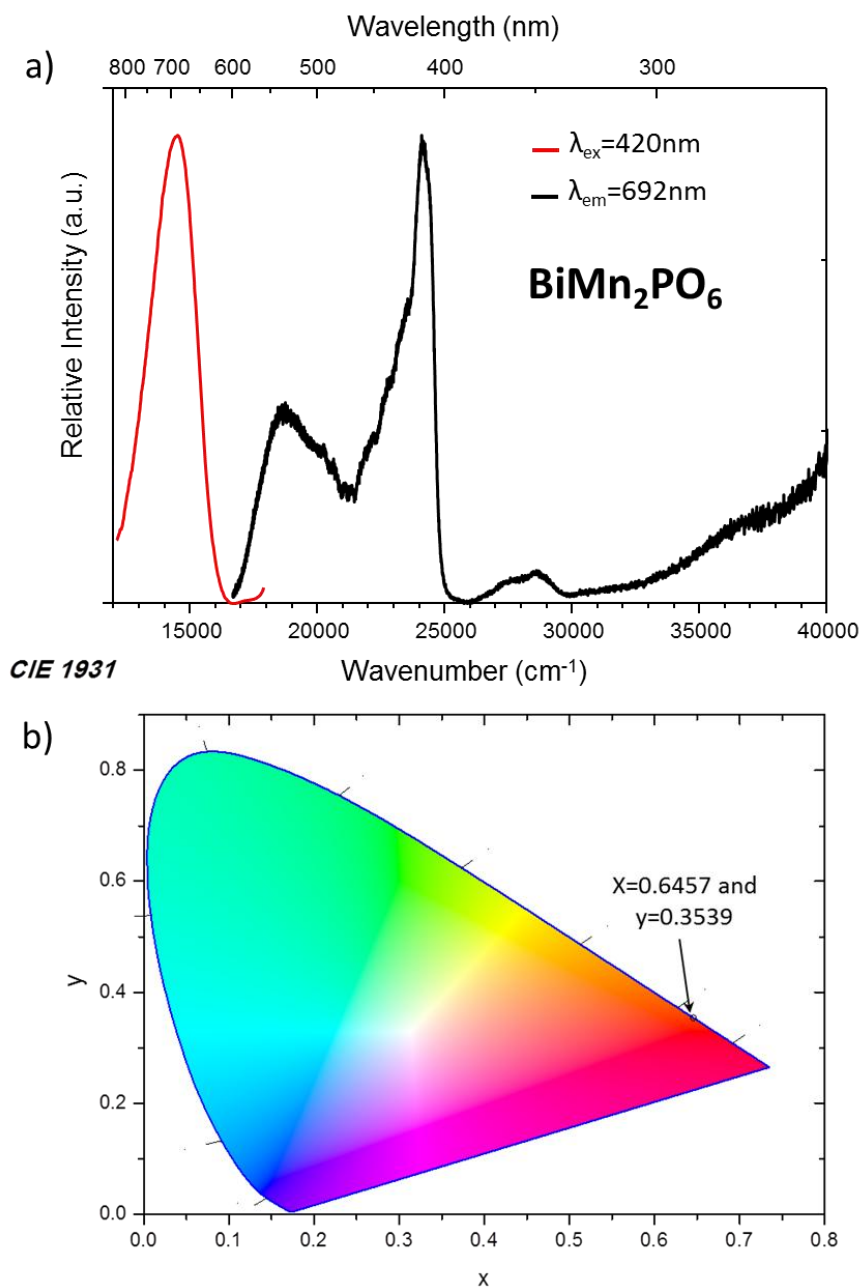 Wavelength (nm)
a)
800 700 600 500 400 300
Relative Intensity (a.u.)
λex=420nm
λem=692nm
BiMn2PO6
15000 20000 25000 30000 35000 40000
Wavenumber (cm-1)
CIE 1931
b)
0.8
0.6
0.4
0.2
0.0
y
X=0.6457 and
y=0.3539
0.0 0.1 0.2 0.3 0.4 0.5 0.6 0.7 0.8
x